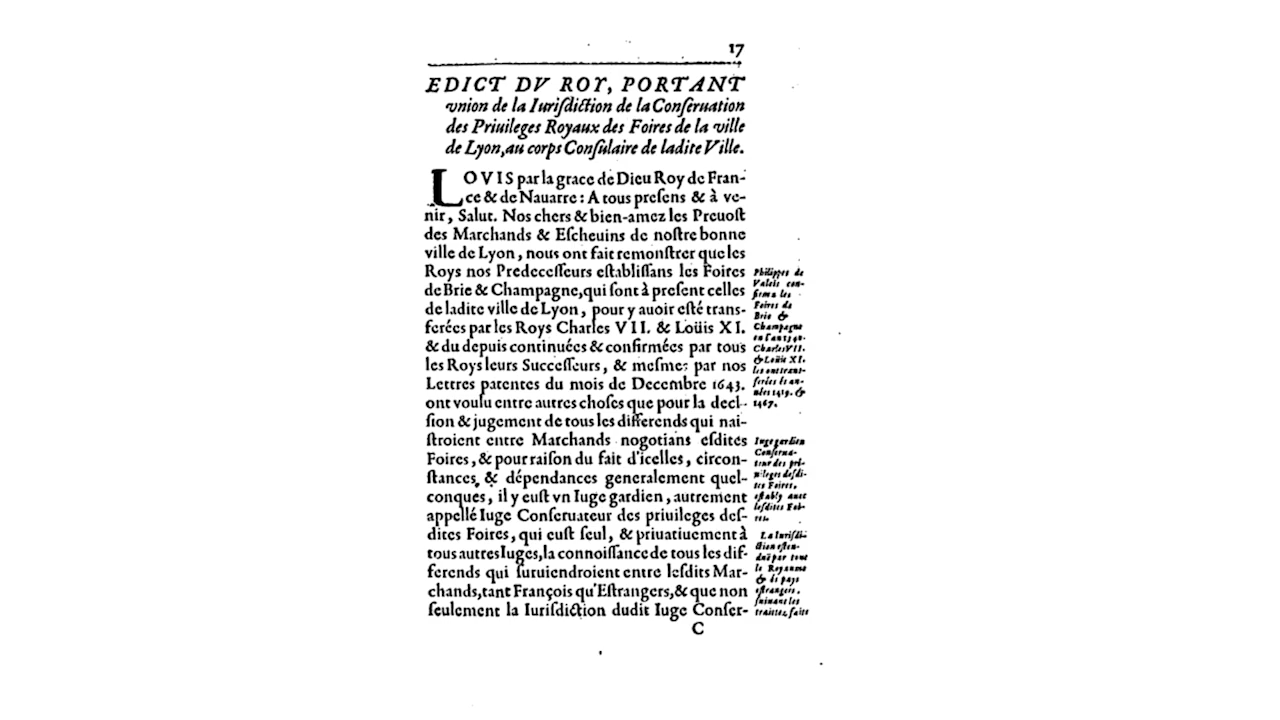 17
EDICT DV ROY, PORTANT
vnion de la Iurisdiction de la Conseruation
des Priuileges Royaux des Foires de la ville
de Lyon, au corps Consulaire de ladite Ville.
LOVIS par la grace de Dieu Roy de Fran-
ce & de Nauarre : A tous presens & à ve-
nir, Salut. Nos chers & bien-amez les Preuost
des Marchands & Escheuins de nostre bonne
ville de Lyon, nous ont fait remonstrer que les
Roys nos Predecesseurs establissans les Foires
de Brie & Champagne, qui sont à present celles
de ladite ville de Lyon, pour y auoir esté trans-
ferées par les Roys Charles VII. & Loüis XI.
& du depuis continuées & confirmées par tous
les Roys leurs Successeurs, & mesmes par nos
Lettres patentes du mois de Decembre 1643.
ont voulu entre autres choses que pour la deci-
sion & jugement de tous les differends qui nai-
stroient entre Marchands nogotians esdites
Foires, & pour raison du fait d'icelles, circon-
stances, & dépendances generalement quel-
conques, il y eust vn Iuge gardien, autrement
appellé Iuge Conseruateur des priuileges des-
dites Foires, qui eust seul, & priuatiuement à
tous autres Iuges, la connoissance de tous les dif-
ferends qui suruiendroient entre lesdits Mar-
chands, tant François qu'Estrangers, & que non
seulement la Iurisdiction dudit Iuge Conser-
C
Philippes de
Valois con-
firma les
Foires de
Brie &
Champagne
en l'an 1349.
Charles VII.
& Loüis XI.
les ont trans-
ferées és an-
nées 1419. &
1467.
Iuge gardien
Conserua-
teur des pri-
uileges desdi-
tes Foires,
estably auec
lesdites Foi-
res.
La Iurisdi-
ction esten-
duë par tout
le Royaume
& és pays
estrangers,
suiuant les
traittez faits